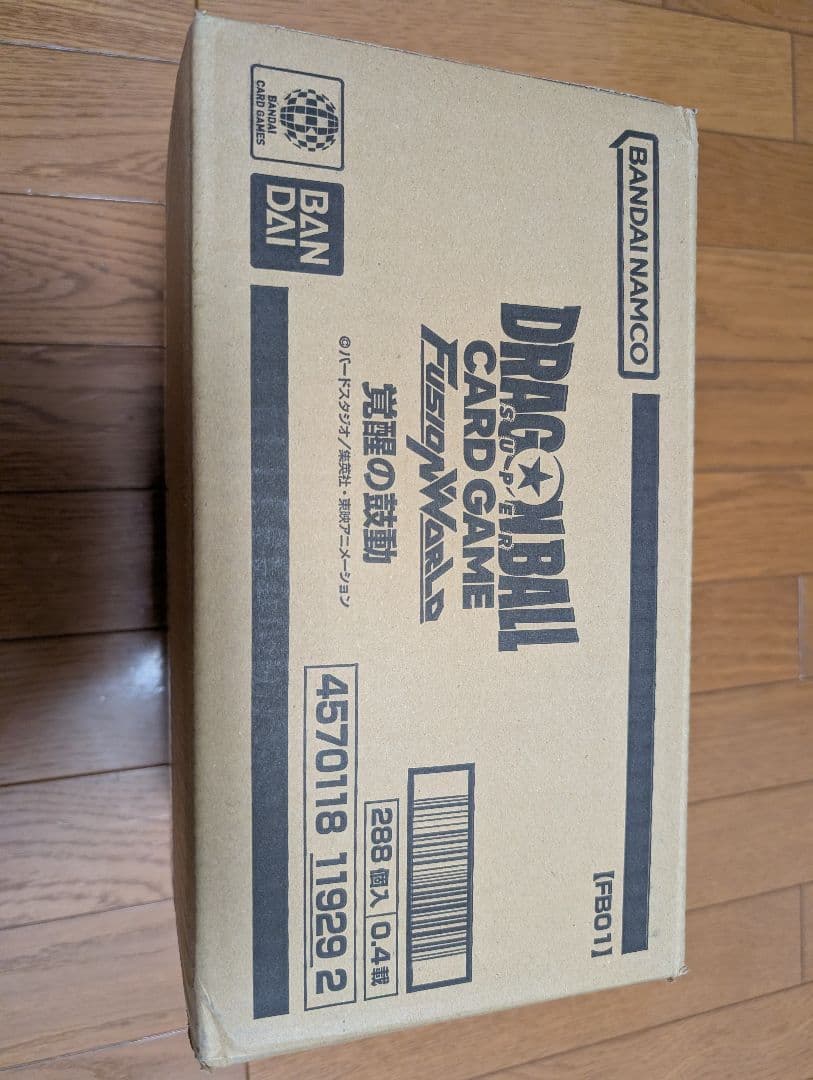 BANDAI NAMCO
【FB01】
DRAGON BALL
SUPER
CARD GAME
FUSION WORLD
覚醒の鼓動
©バードスタジオ/集英社・東映アニメーション
BANDAI
CARD GAMES
BAN
DAI
288個入 0.4載
4570118 11929 2